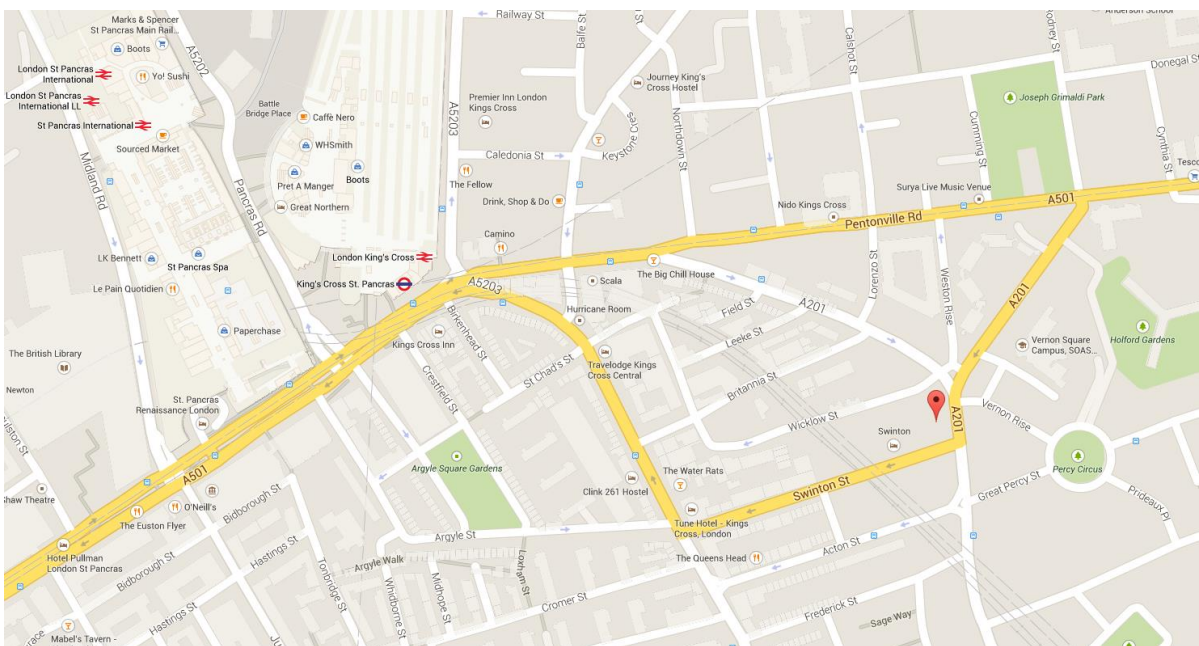 Marks & Spencer
St Pancras Main Rail...
Boots
London St Pancras
International
Yo! Sushi
London St Pancras
International LL
St Pancras International
Sourced Market
A5202
Midland Rd
Pancras Rd
Battle
Bridge Place
Caffè Nero
WHSmith
Boots
Pret A Manger
Great Northern
LK Bennett
St Pancras Spa
Le Pain Quotidien
Paperchase
The British Library
Newton
St. Pancras
Renaissance London
London King's Cross
King's Cross St. Pancras
Railway St
Balfe St
A5203
Premier Inn London
Kings Cross
Journey King's
Cross Hostel
Keystone Cres
Caledonia St
The Fellow
Drink, Shop & Do
Camino
Northdown St
Calshot St
Rodney St
Anderson School
Donegal St
Joseph Grimaldi Park
Cumming St
Cynthia St
Tesco
Surya Live Music Venue
Nido Kings Cross
Pentonville Rd
A501
A5203
Scala
The Big Chill House
Hurricane Room
Field St
A201
Lorenzo St
Weston Rise
A201
Leeke St
Britannia St
Wicklow St
Vernon Square
Campus, SOAS...
Holford Gardens
Birkenhead St
Kings Cross Inn
Crestfield St
St Chad's St
Travelodge Kings
Cross Central
Argyle Square Gardens
Clink 261 Hostel
The Water Rats
Swinton
A201
Vernon Rise
Percy Circus
Great Percy St
Prideaux Pl
Swinton St
Tune Hotel - Kings
Cross, London
The Queens Head
Acton St
Frederick St
Sage Way
Shaw Theatre
A501
O'Neill's
The Euston Flyer
Hotel Pullman
London St Pancras
Bidborough St
Bidborough St
Hastings St
Hastings St
Tonbridge St
Argyle Walk
Argyle St
Whidborne St
Midhope St
Loxham St
Cromer St
Mabel's Tavern -